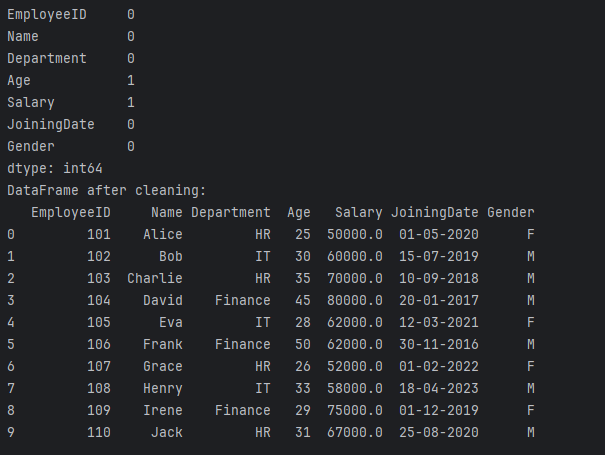 EmployeeID     0
Name           0
Department     0
Age            1
Salary         1
JoiningDate    0
Gender         0
dtype: int64
DataFrame after cleaning:
   EmployeeID     Name Department  Age   Salary JoiningDate Gender
0         101    Alice         HR   25  50000.0  01-05-2020      F
1         102      Bob         IT   30  60000.0  15-07-2019      M
2         103  Charlie         HR   35  70000.0  10-09-2018      M
3         104    David    Finance   45  80000.0  20-01-2017      M
4         105      Eva         IT   28  62000.0  12-03-2021      F
5         106    Frank    Finance   50  62000.0  30-11-2016      M
6         107    Grace         HR   26  52000.0  01-02-2022      F
7         108    Henry         IT   33  58000.0  18-04-2023      M
8         109    Irene    Finance   29  75000.0  01-12-2019      F
9         110     Jack         HR   31  67000.0  25-08-2020      M